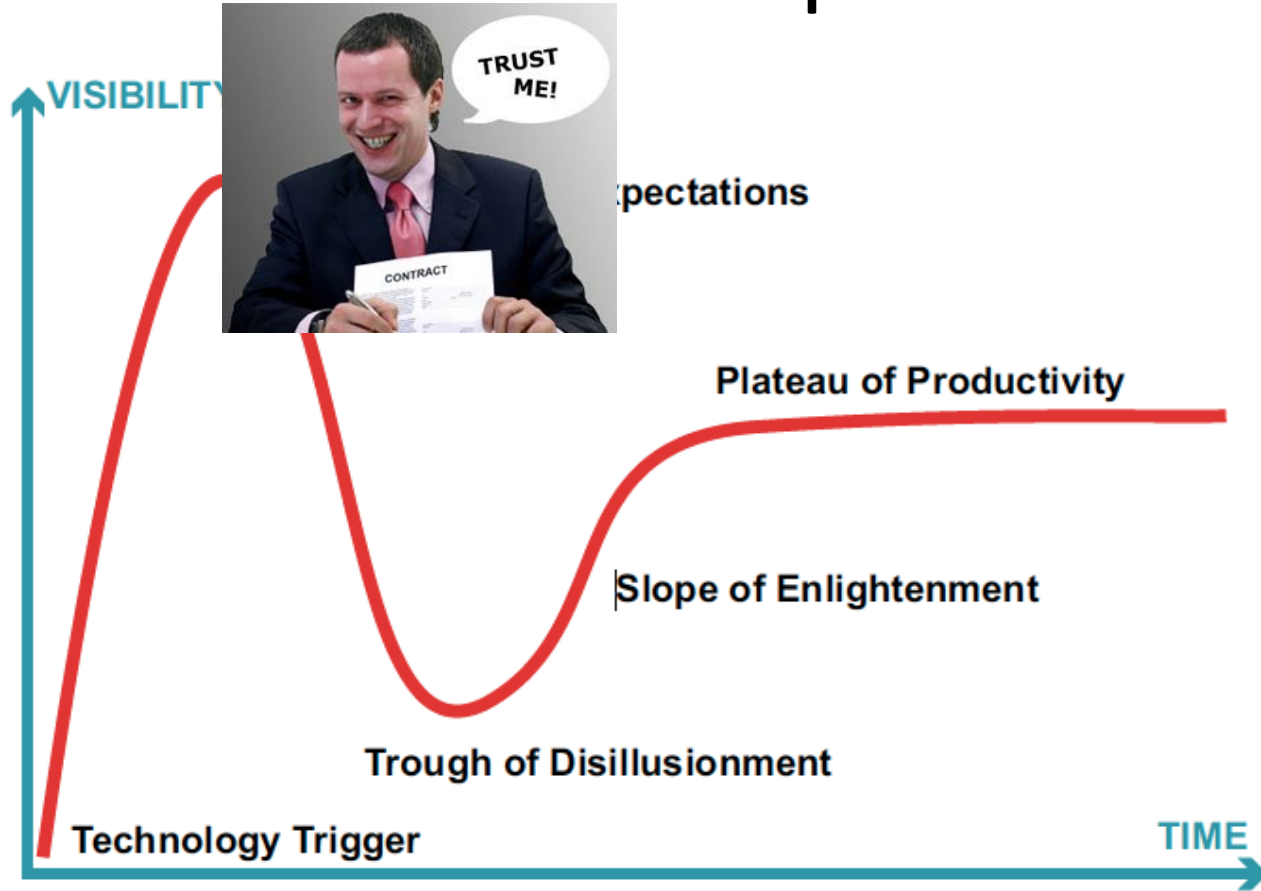 TRUST
ME!
VISIBILITY
xpectations
CONTRACT
Plateau of Productivity
Slope of Enlightenment
Trough of Disillusionment
Technology Trigger
TIME